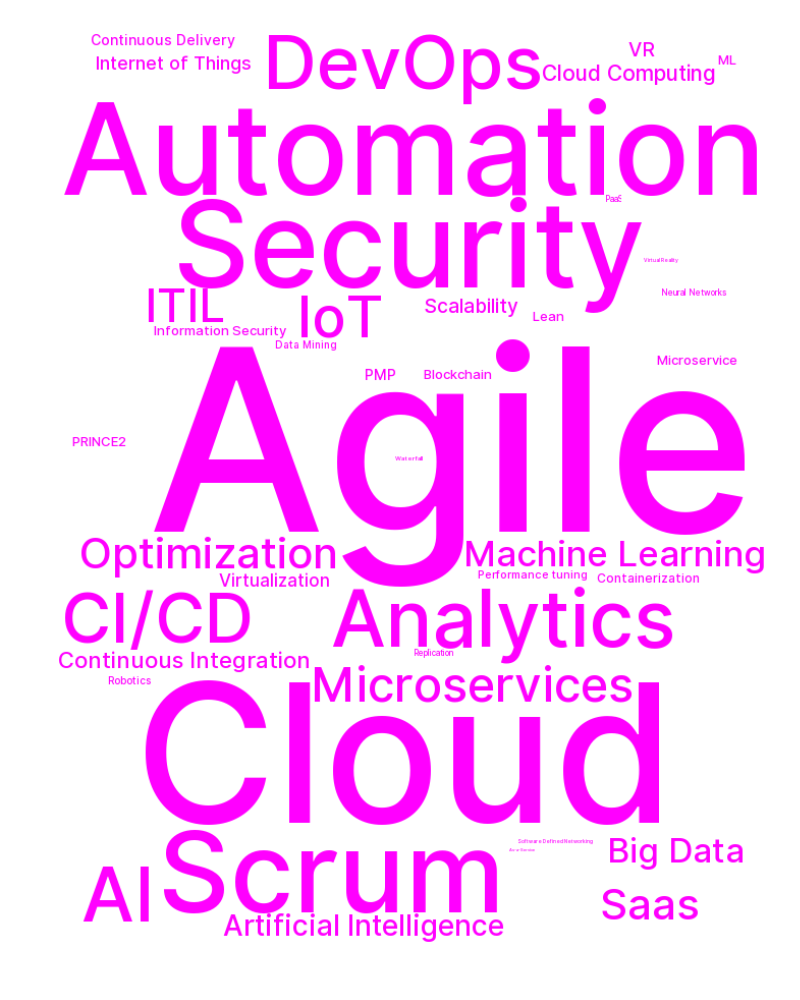 Continuous Delivery
DevOps
VR
Internet of Things
Cloud Computing
ML
Automation
PaaS
Security
Virtual Reality
Neural Networks
ITIL
IoT
Scalability
Lean
Information Security
Data Mining
Agile
Microservice
PMP
Blockchain
PRINCE2
Waterfall
Optimization
Machine Learning
Virtualization
Performance tuning
Containerization
CI/CD
Analytics
Replication
Continuous Integration
Robotics
Microservices
Cloud
Scrum
Software Defined Networking
Big Data
AI
Saas
Artificial Intelligence